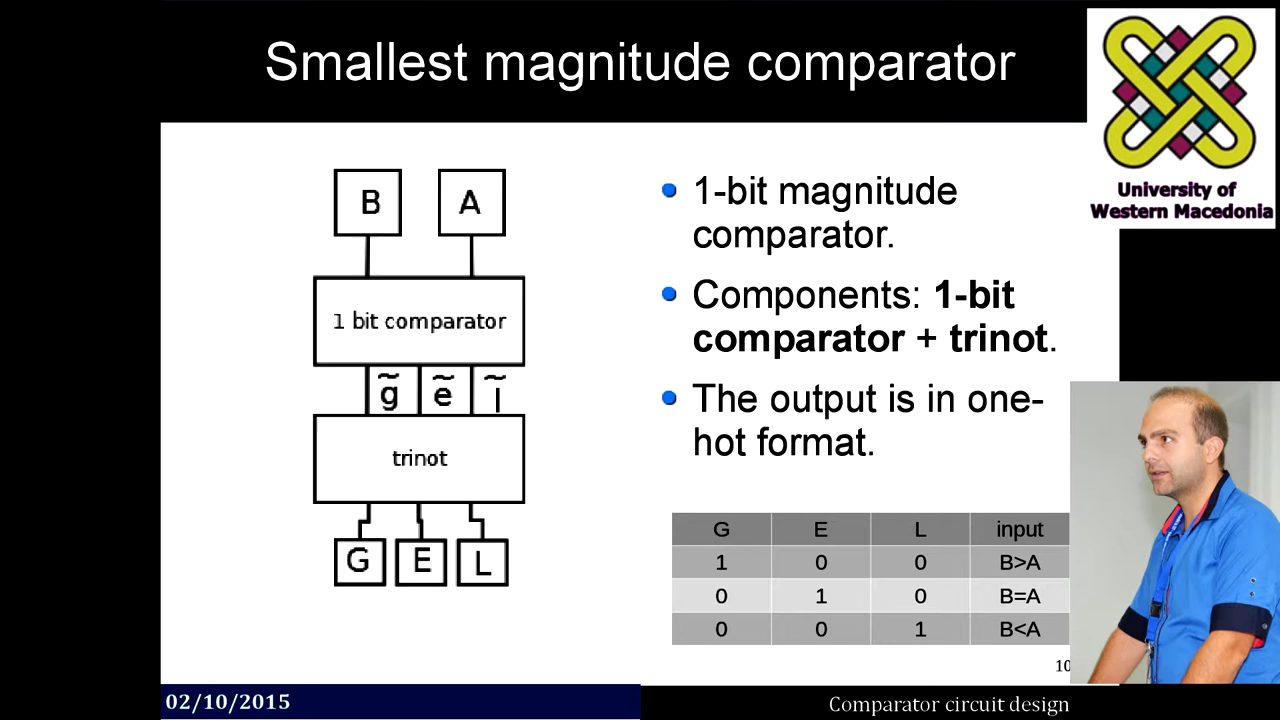 Smallest magnitude comparator
University of
Western Macedonia
B A
1 bit comparator
g̃ ẽ l̃
trinot
G E L
1-bit magnitude
comparator.
Components: 1-bit
comparator + trinot.
The output is in one-
hot format.
G E L input
1 0 0 B>A
0 1 0 B=A
0 0 1 B<A
10
02/10/2015
Comparator circuit design